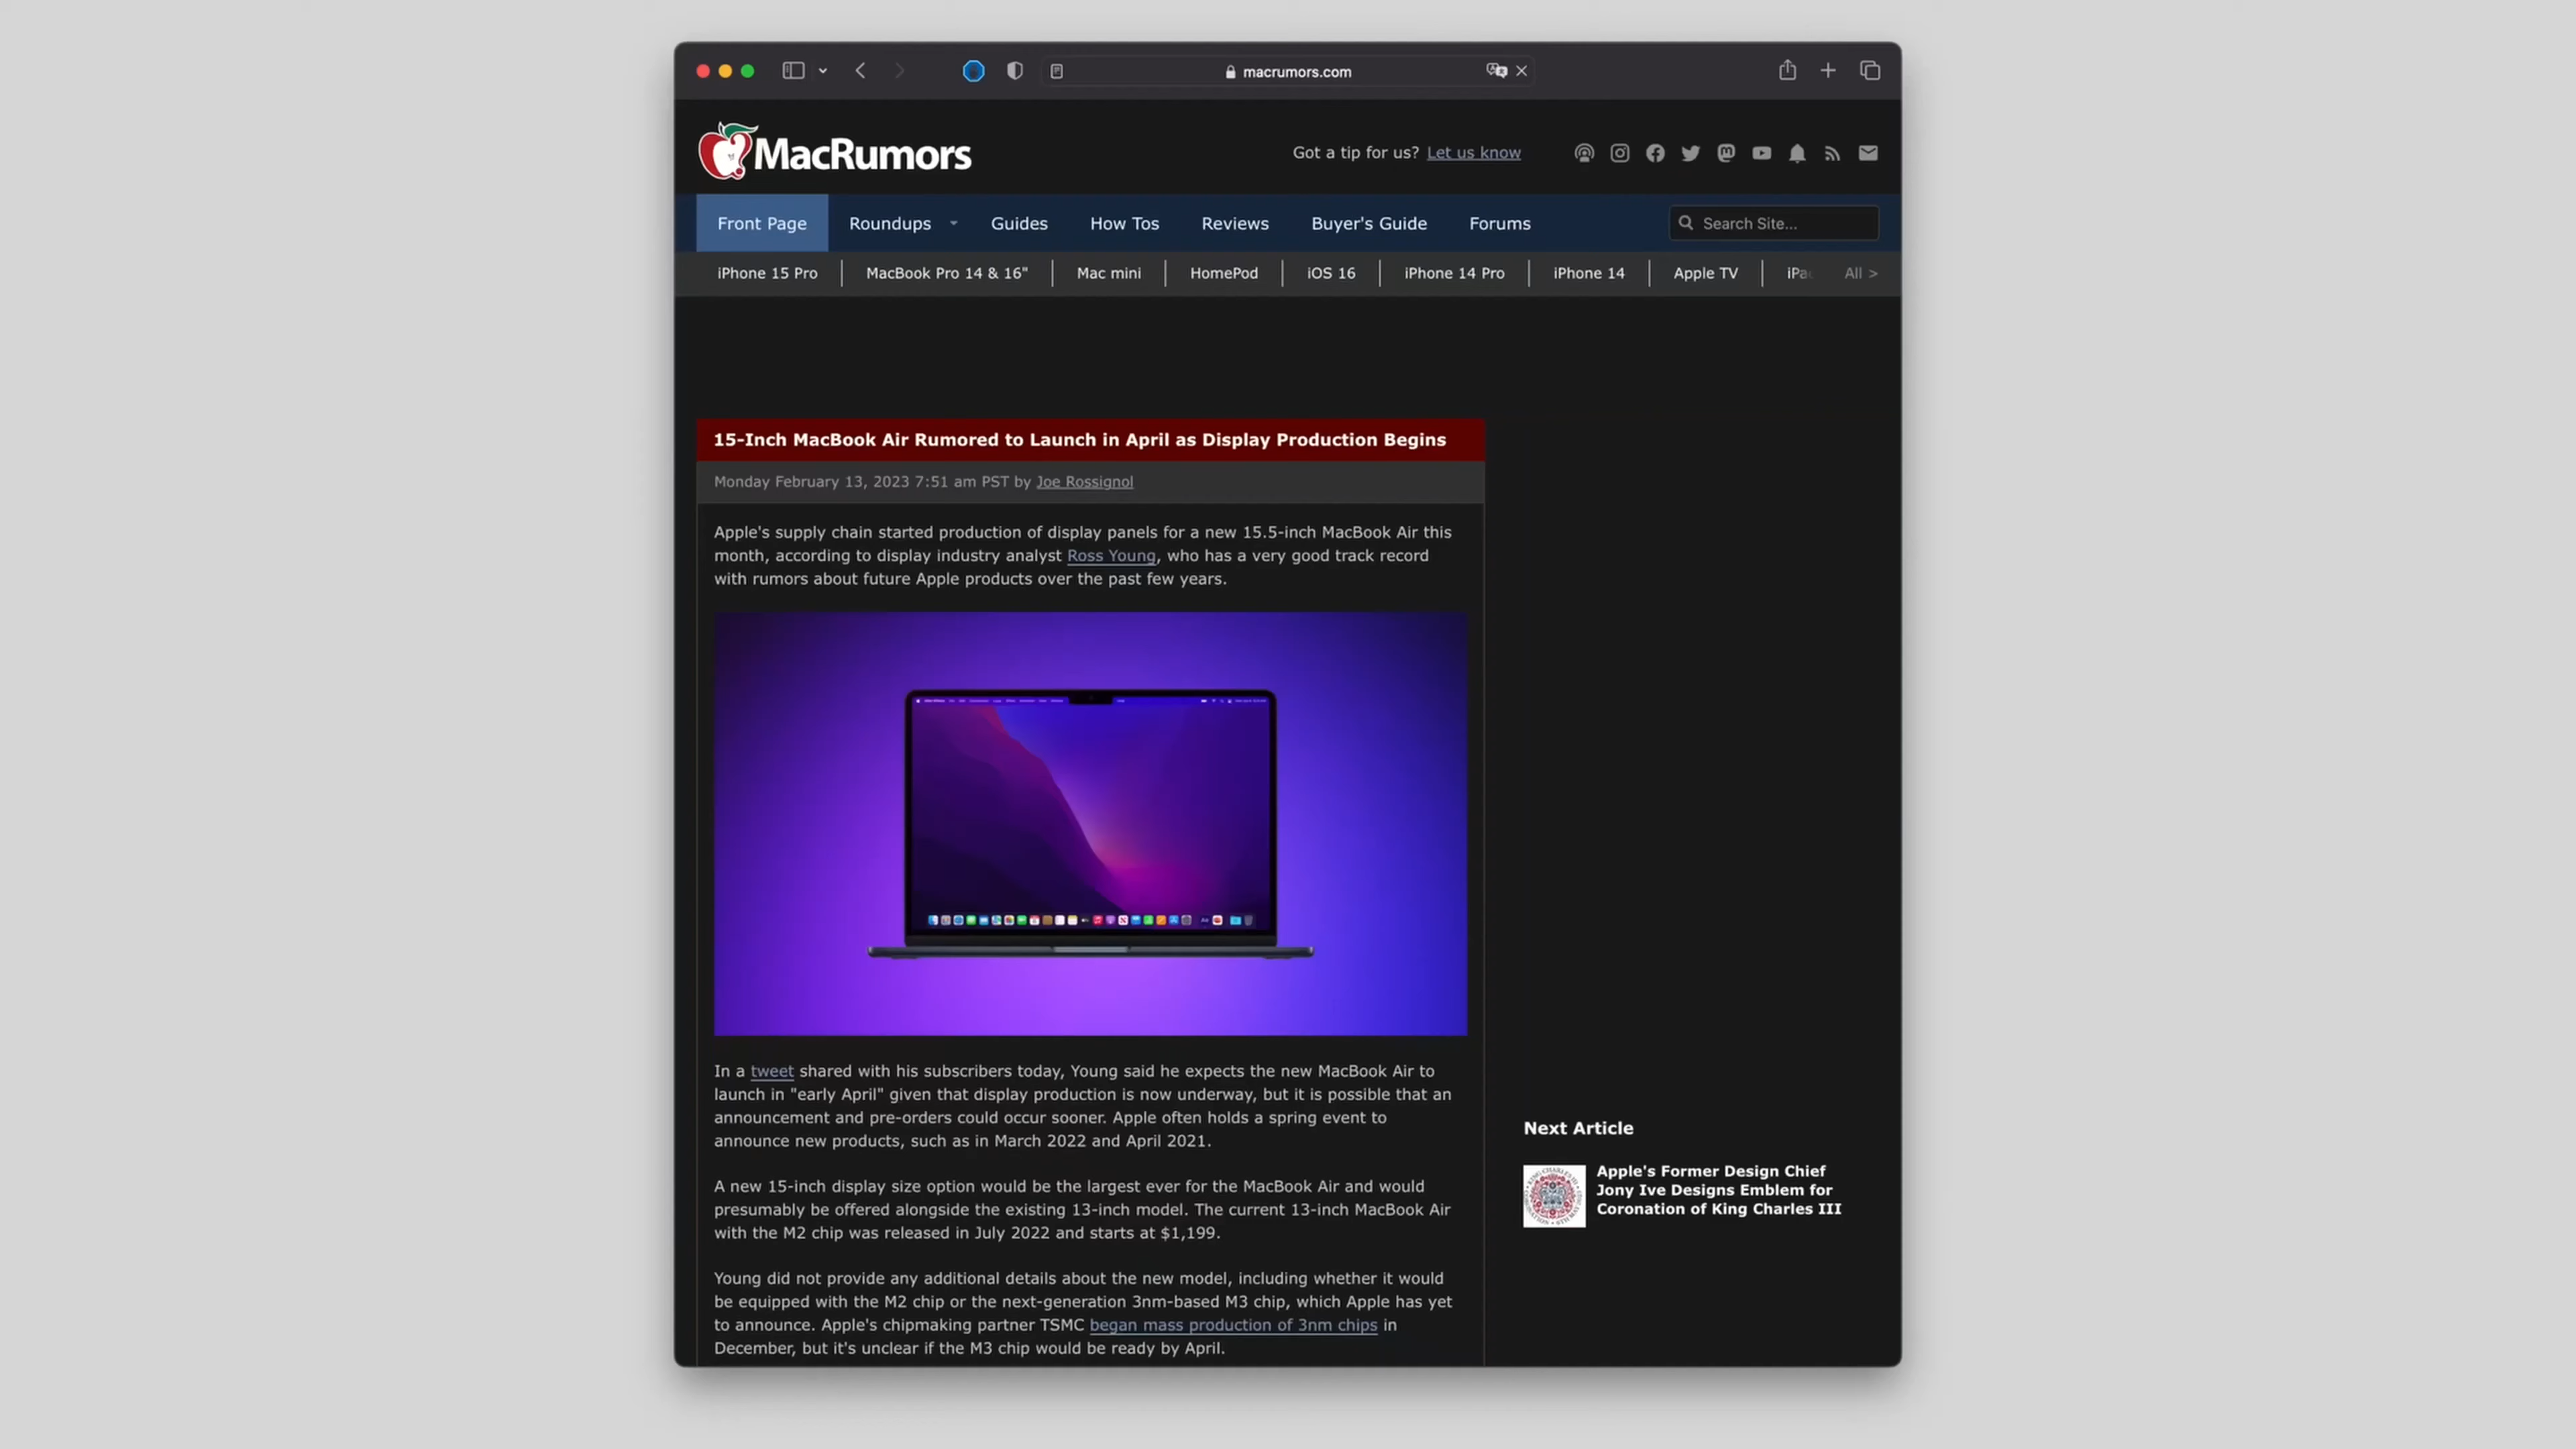 macrumors.com
MacRumors
Got a tip for us? Let us know
Front Page Roundups Guides How Tos Reviews Buyer's Guide Forums Search Site...
iPhone 15 Pro MacBook Pro 14 & 16" Mac mini HomePod iOS 16 iPhone 14 Pro iPhone 14 Apple TV All >
15-Inch MacBook Air Rumored to Launch in April as Display Production Begins
Monday February 13, 2023 7:51 am PST by Joe Rossignol
Apple's supply chain started production of display panels for a new 15.5-inch MacBook Air this
month, according to display industry analyst Ross Young, who has a very good track record
with rumors about future Apple products over the past few years.
In a tweet shared with his subscribers today, Young said he expects the new MacBook Air to
launch in "early April" given that display production is now underway, but it is possible that an
announcement and pre-orders could occur sooner. Apple often holds a spring event to
announce new products, such as in March 2022 and April 2021.
A new 15-inch display size option would be the largest ever for the MacBook Air and would
presumably be offered alongside the existing 13-inch model. The current 13-inch MacBook Air
with the M2 chip was released in July 2022 and starts at $1,199.
Young did not provide any additional details about the new model, including whether it would
be equipped with the M2 chip or the next-generation 3nm-based M3 chip, which Apple has yet
to announce. Apple's chipmaking partner TSMC began mass production of 3nm chips in
December, but it's unclear if the M3 chip would be ready by April.
Next Article
Apple's Former Design Chief
Jony Ive Designs Emblem for
Coronation of King Charles III